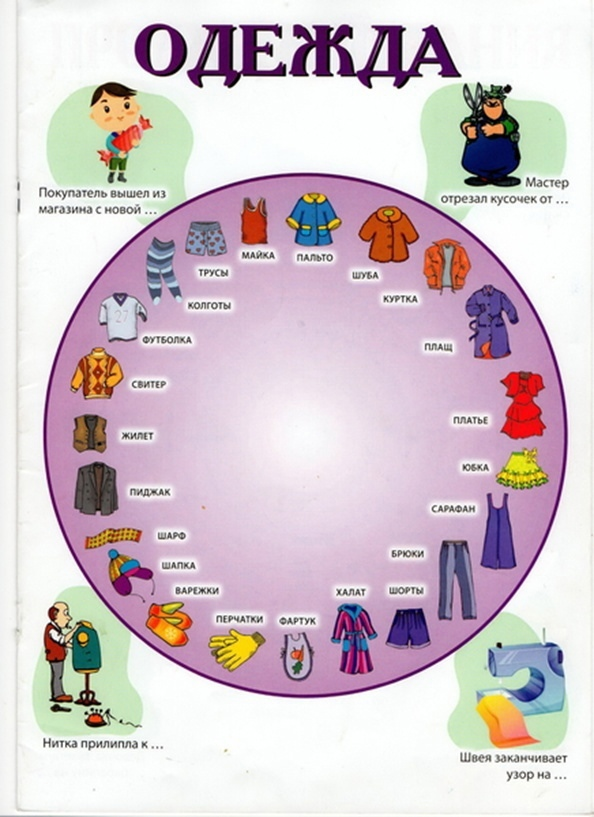 ОДЕЖДА
Покупатель вышел из
магазина с новой ...
Мастер
отрезал кусочек от ...
МАЙКА
ПАЛЬТО
ТРУСЫ
ШУБА
КОЛГОТЫ
КУРТКА
ФУТБОЛКА
27
ПЛАЩ
СВИТЕР
ПЛАТЬЕ
ЖИЛЕТ
ЮБКА
ПИДЖАК
САРАФАН
ШАРФ
БРЮКИ
ШАПКА
ВАРЕЖКИ
ХАЛАТ
ШОРТЫ
ПЕРЧАТКИ
ФАРТУК
Нитка прилипла к ...
Швея заканчивает
узор на ...